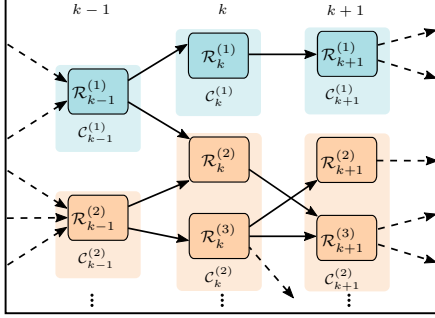 k − 1 k k + 1
ℛ_{k−1}^{(1)} ℛ_k^{(1)} ℛ_{k+1}^{(1)}
𝒞_{k−1}^{(1)} 𝒞_k^{(1)} 𝒞_{k+1}^{(1)}
ℛ_k^{(2)} ℛ_{k+1}^{(2)}
ℛ_{k−1}^{(2)} ℛ_k^{(3)} ℛ_{k+1}^{(3)}
𝒞_{k−1}^{(2)} 𝒞_k^{(2)} 𝒞_{k+1}^{(2)}
⋮ ⋮ ⋮